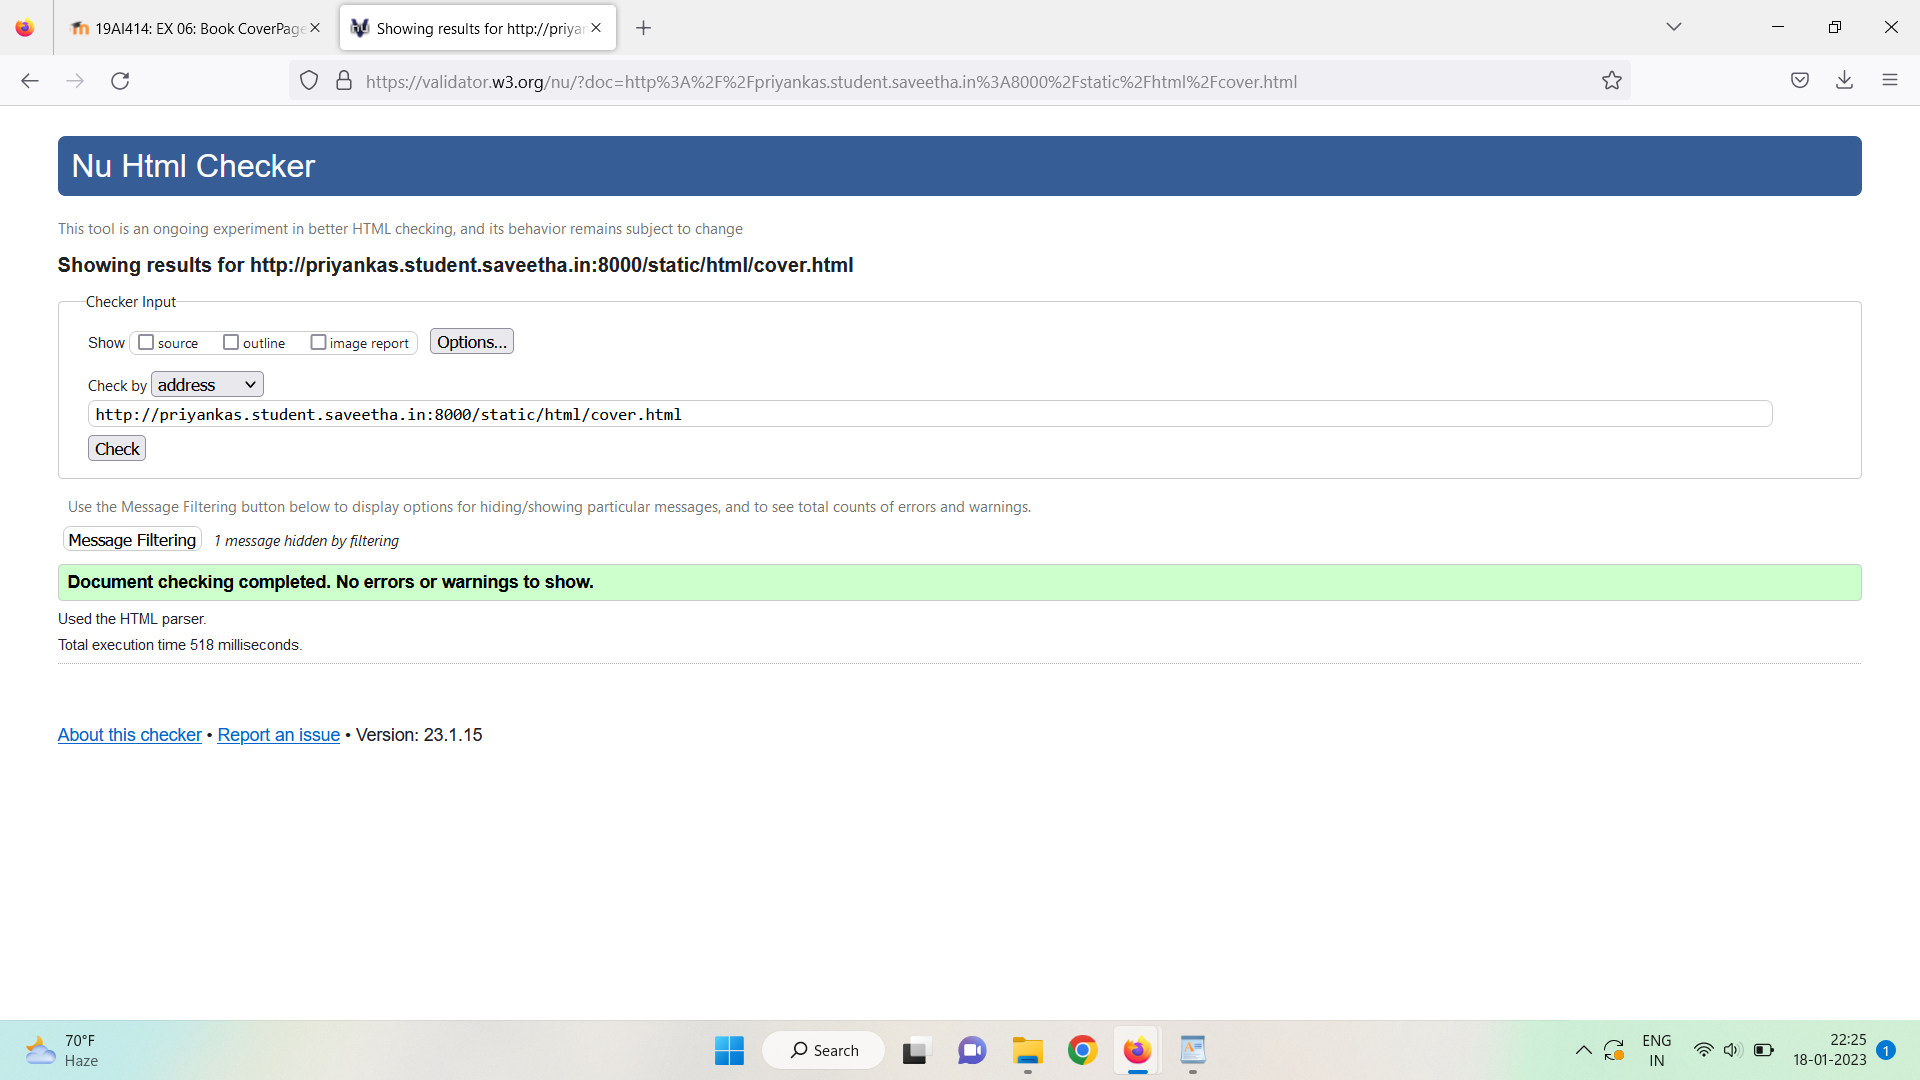 19AI414: EX 06: Book CoverPage
Showing results for http://priyan
https://validator.w3.org/nu/?doc=http%3A%2F%2Fpriyankas.student.saveetha.in%3A8000%2Fstatic%2Fhtml%2Fcover.html
Nu Html Checker
This tool is an ongoing experiment in better HTML checking, and its behavior remains subject to change
Showing results for http://priyankas.student.saveetha.in:8000/static/html/cover.html
Checker Input
Show source outline image report Options...
Check by address
http://priyankas.student.saveetha.in:8000/static/html/cover.html
Check
Use the Message Filtering button below to display options for hiding/showing particular messages, and to see total counts of errors and warnings.
Message Filtering 1 message hidden by filtering
Document checking completed. No errors or warnings to show.
Used the HTML parser.
Total execution time 518 milliseconds.
About this checker • Report an issue • Version: 23.1.15
70°F
Haze
Search
ENG
IN
22:25
18-01-2023
1